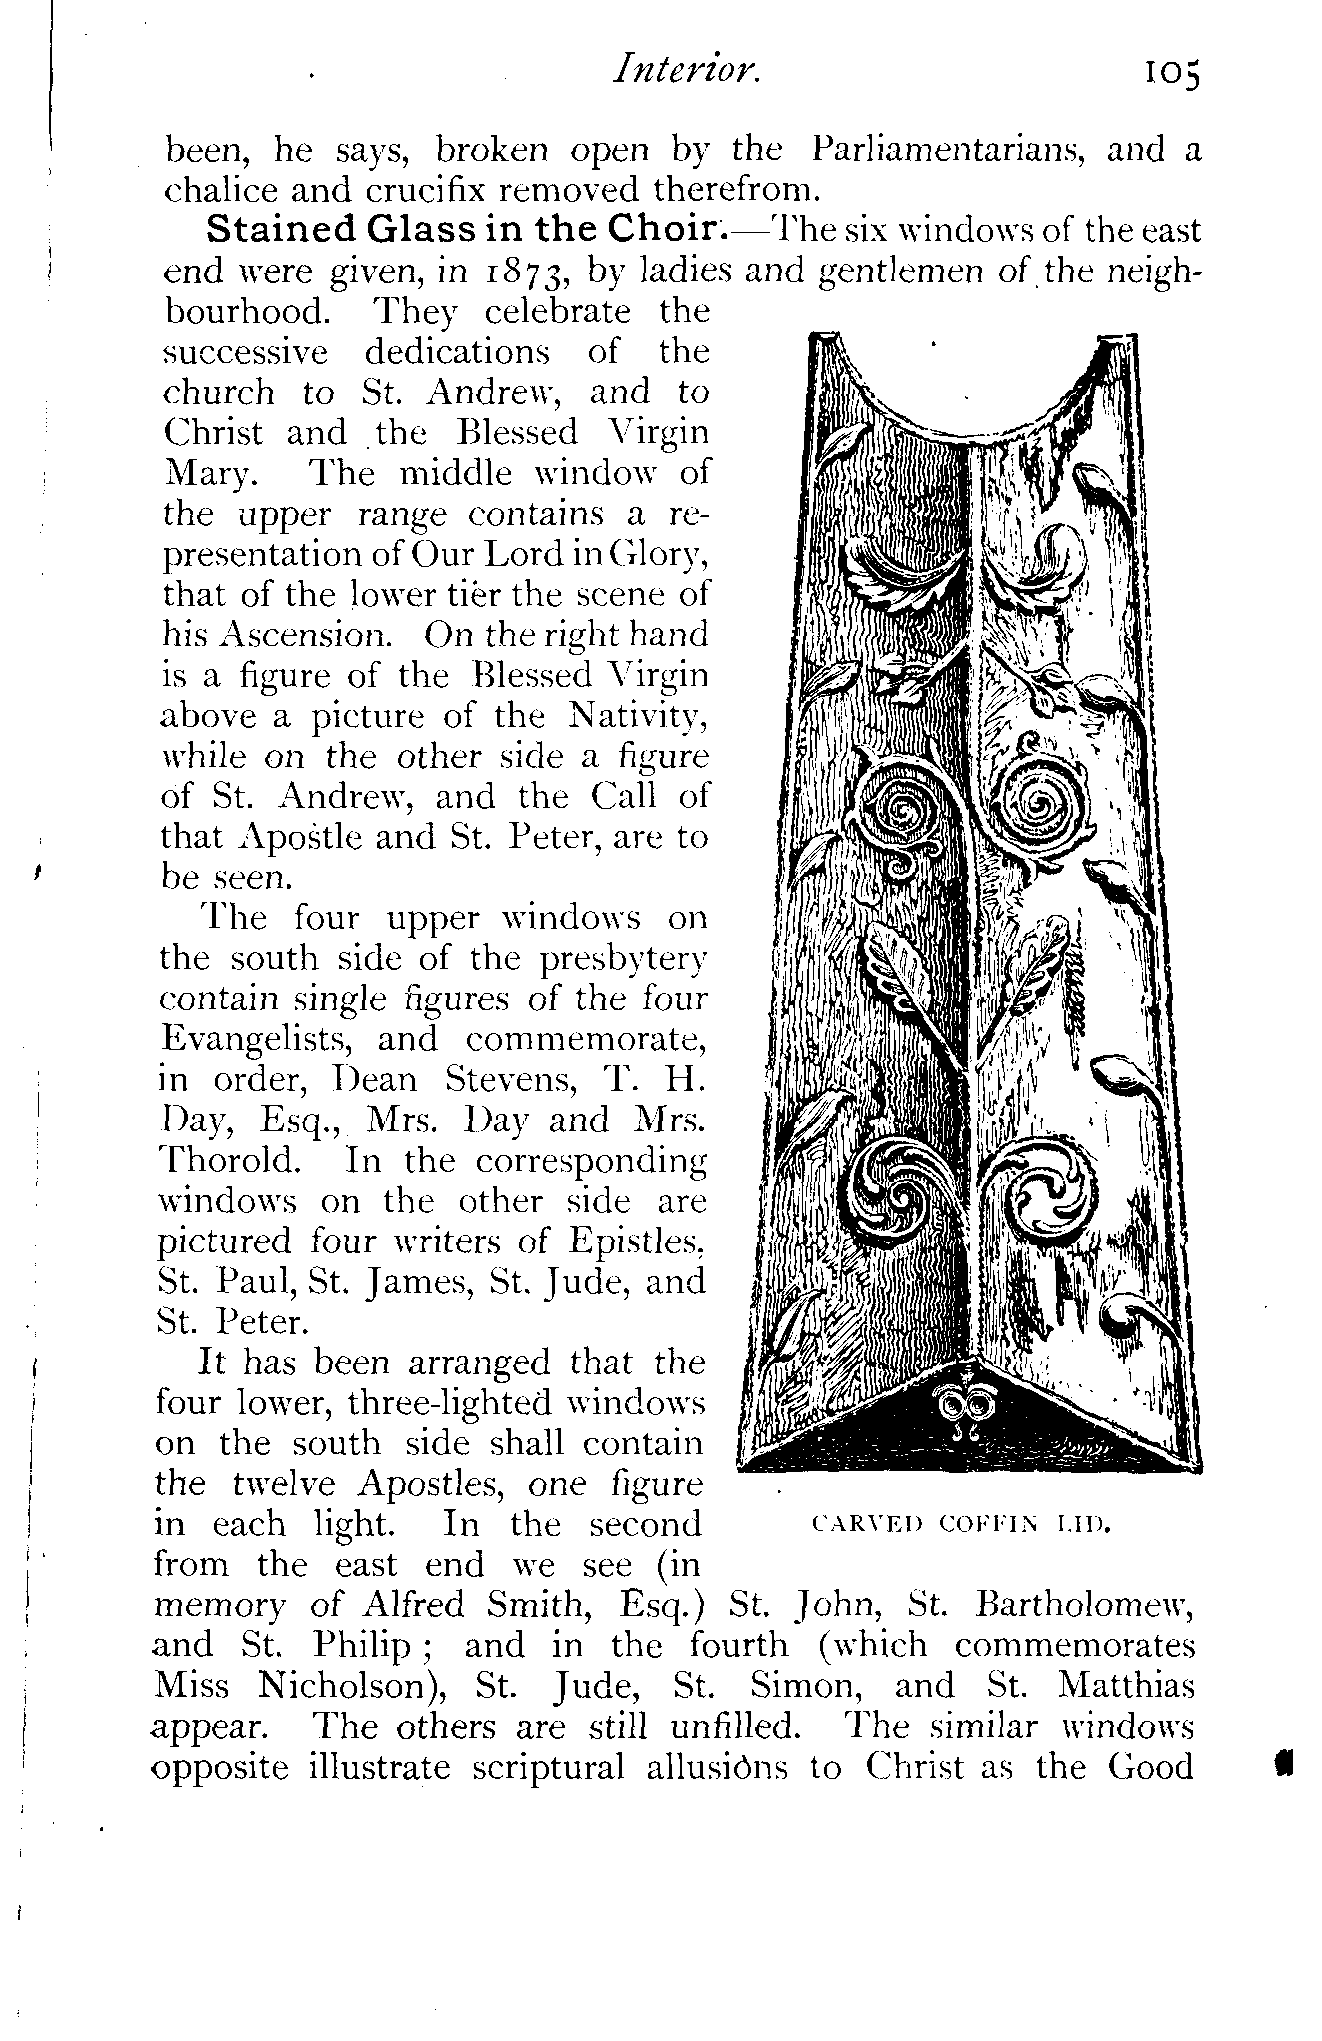 Interior. 105
been, he says, broken open by the Parliamentarians, and a
chalice and crucifix removed therefrom.
Stained Glass in the Choir.—The six windows of the east
end were given, in 1873, by ladies and gentlemen of the neigh-
bourhood. They celebrate the
successive dedications of the
church to St. Andrew, and to
Christ and the Blessed Virgin
Mary. The middle window of
the upper range contains a re-
presentation of Our Lord in Glory,
that of the lower tier the scene of
his Ascension. On the right hand
is a figure of the Blessed Virgin
above a picture of the Nativity,
while on the other side a figure
of St. Andrew, and the Call of
that Apostle and St. Peter, are to
be seen.
The four upper windows on
the south side of the presbytery
contain single figures of the four
Evangelists, and commemorate,
in order, Dean Stevens, T. H.
Day, Esq., Mrs. Day and Mrs.
Thorold. In the corresponding
windows on the other side are
pictured four writers of Epistles,
St. Paul, St. James, St. Jude, and
St. Peter.
It has been arranged that the
four lower, three-lighted windows
on the south side shall contain
the twelve Apostles, one figure
in each light. In the second
from the east end we see (in
memory of Alfred Smith, Esq.) St. John, St. Bartholomew,
and St. Philip; and in the fourth (which commemorates
Miss Nicholson), St. Jude, St. Simon, and St. Matthias
appear. The others are still unfilled. The similar windows
opposite illustrate scriptural allusions to Christ as the Good
CARVED COFFIN LID.